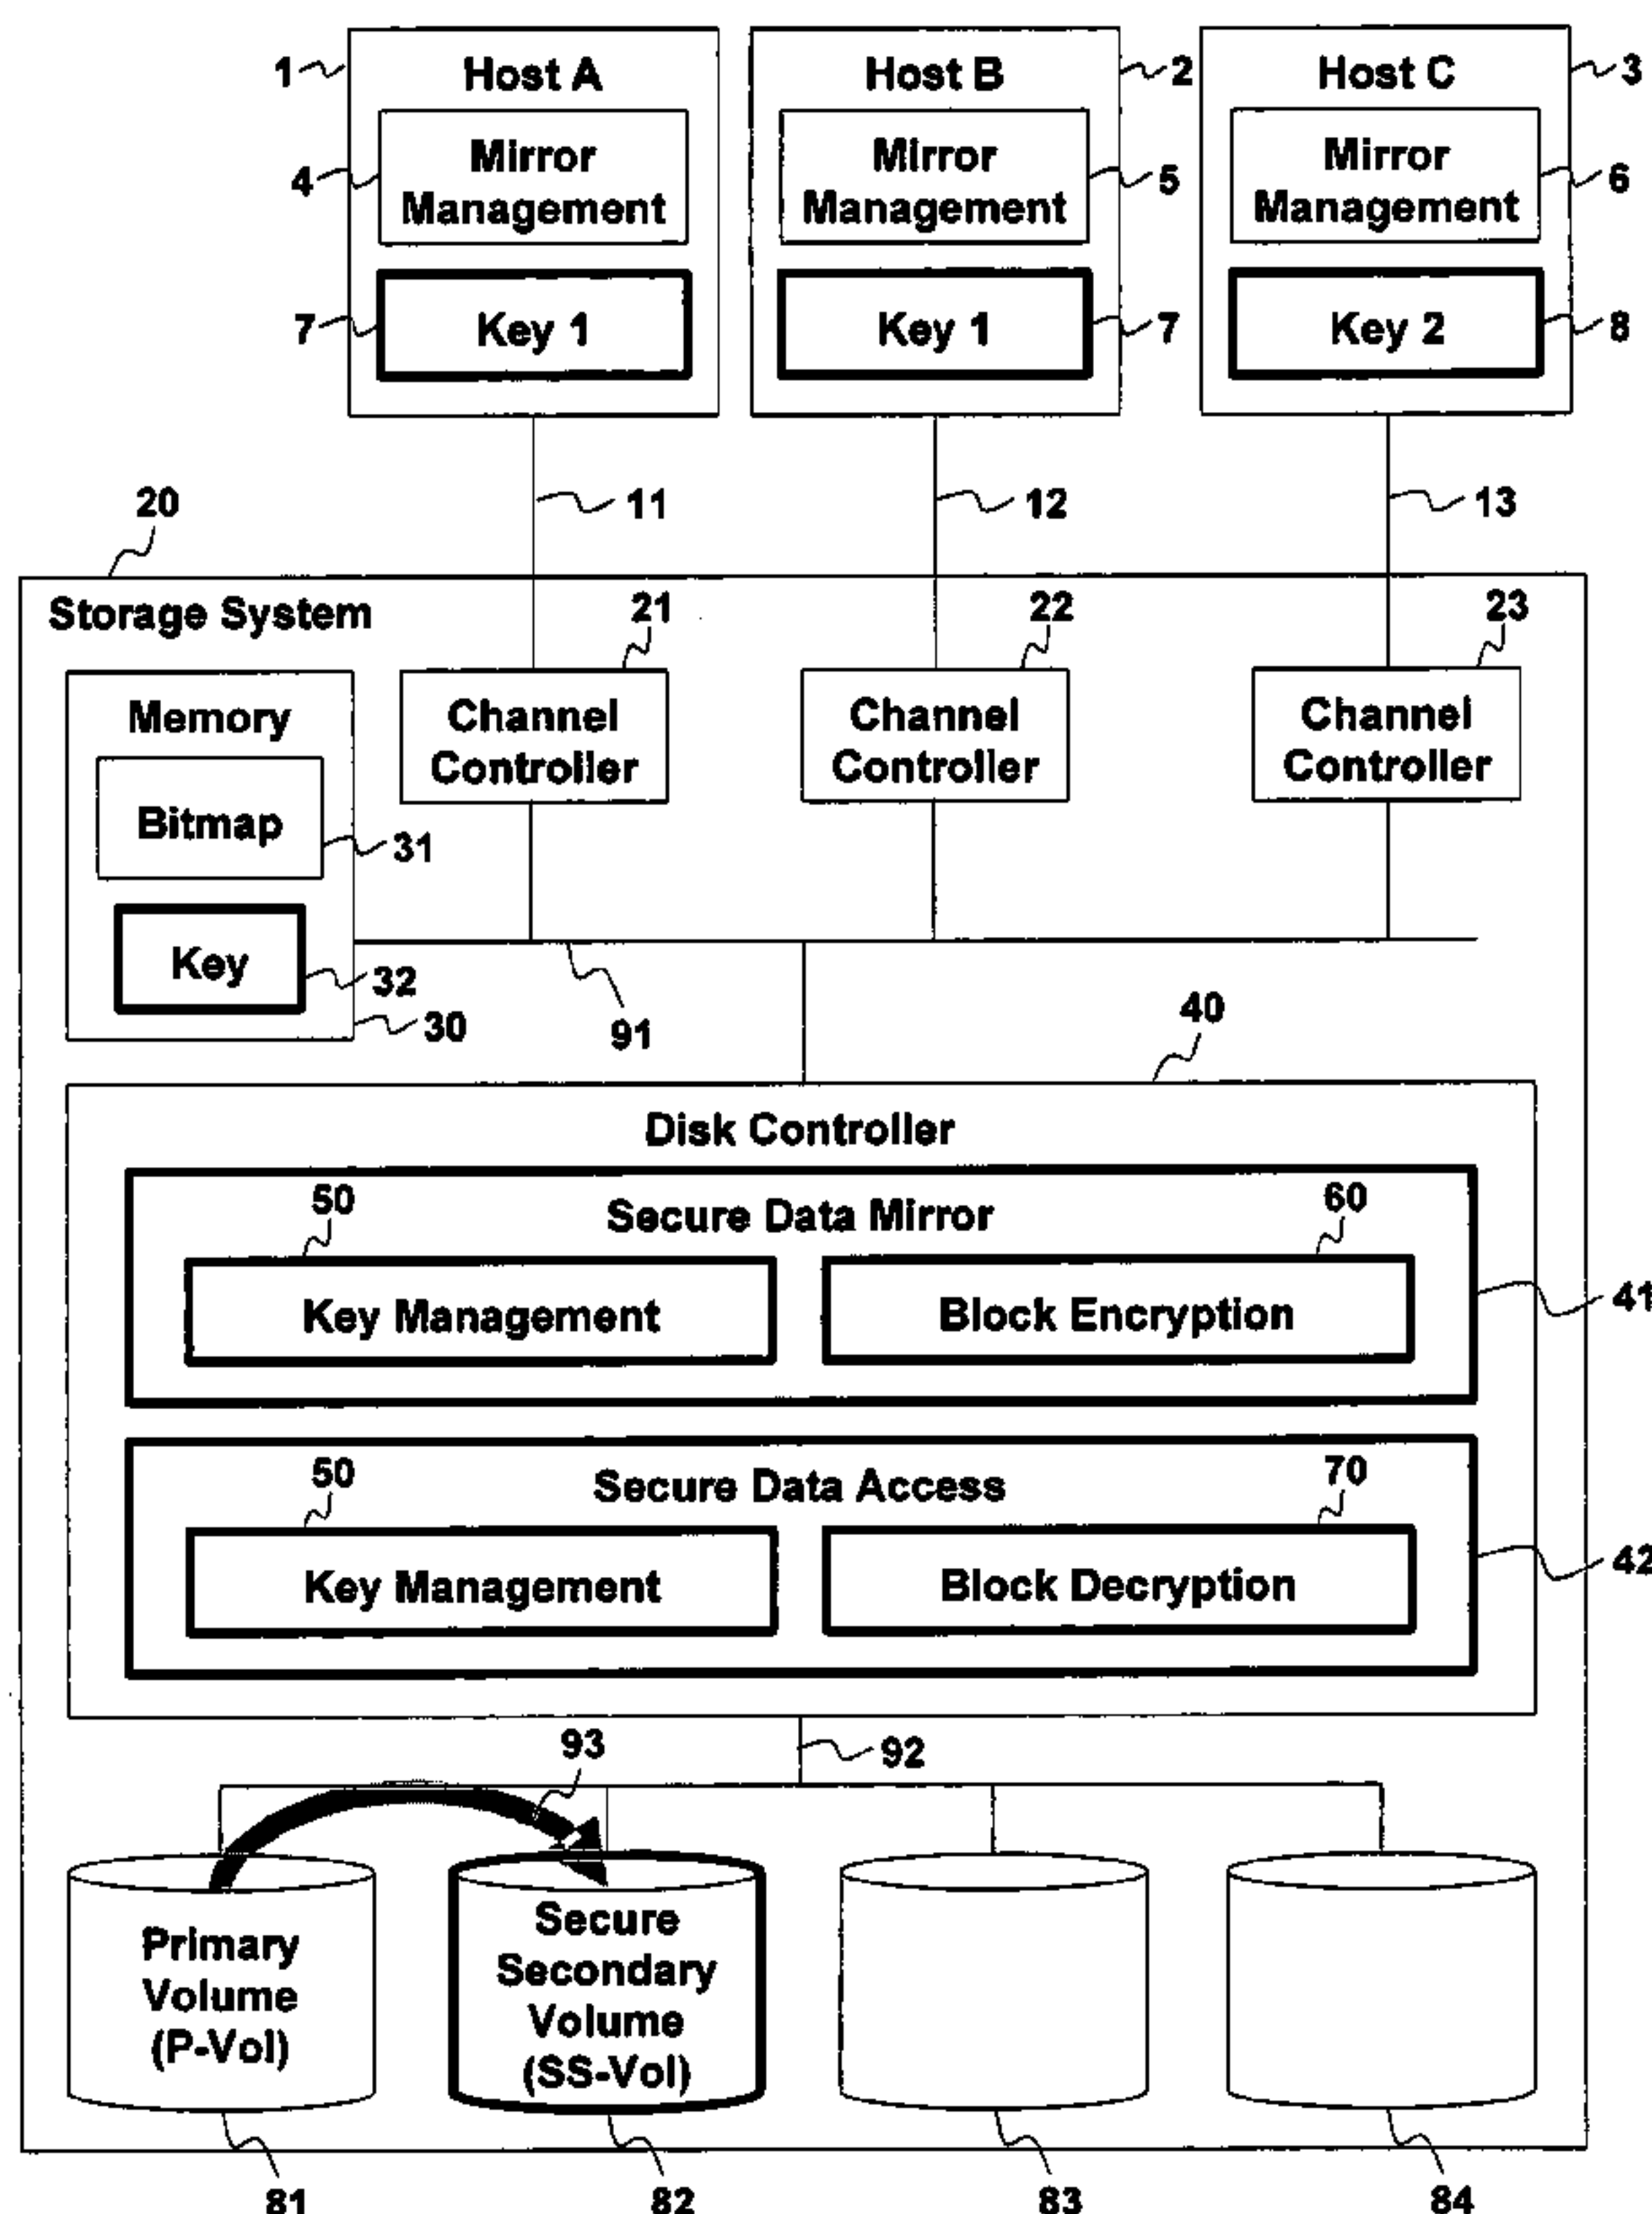 1
Host A
Host B
2
Host C
3
4
Mirror
Management
Mirror
Management
5
Mirror
Management
6
7
Key 1
Key 1
7
Key 2
8
20
11
12
13
Storage System
21
22
23
Memory
Channel
Controller
Channel
Controller
Channel
Controller
Bitmap
31
Key
32
30
91
40
Disk Controller
50
Secure Data Mirror
60
Key Management
Block Encryption
41
50
Secure Data Access
70
Key Management
Block Decryption
42
93
92
Primary
Volume
(P-Vol)
Secure
Secondary
Volume
(SS-Vol)
81
82
83
84